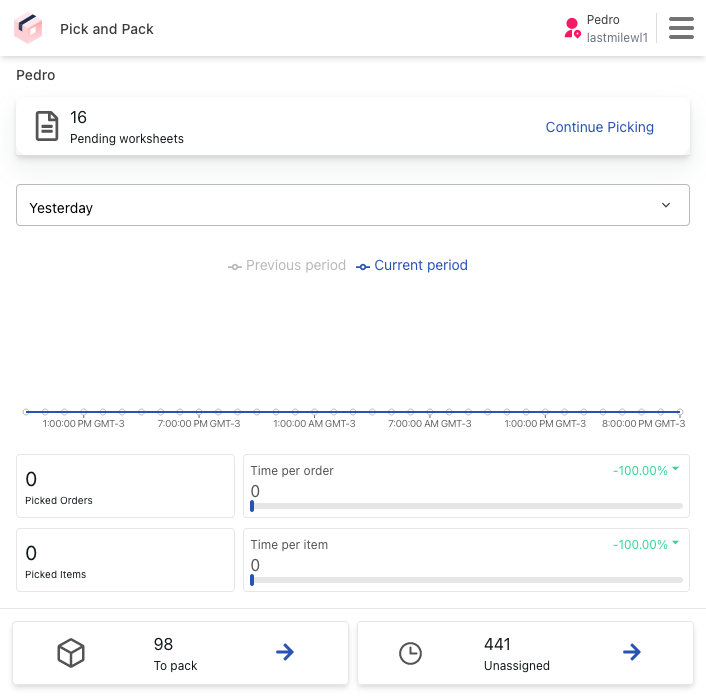 Pick and Pack
Pedro
lastmilewl1
Pedro
16
Pending worksheets
Continue Picking
Yesterday
Previous period Current period
1:00:00 PM GMT-3 7:00:00 PM GMT-3 1:00:00 AM GMT-3 7:00:00 AM GMT-3 1:00:00 PM GMT-3 8:00:00 PM GMT-3
0
Picked Orders
Time per order -100.00%
0
0
Picked Items
Time per item -100.00%
0
98
To pack
441
Unassigned